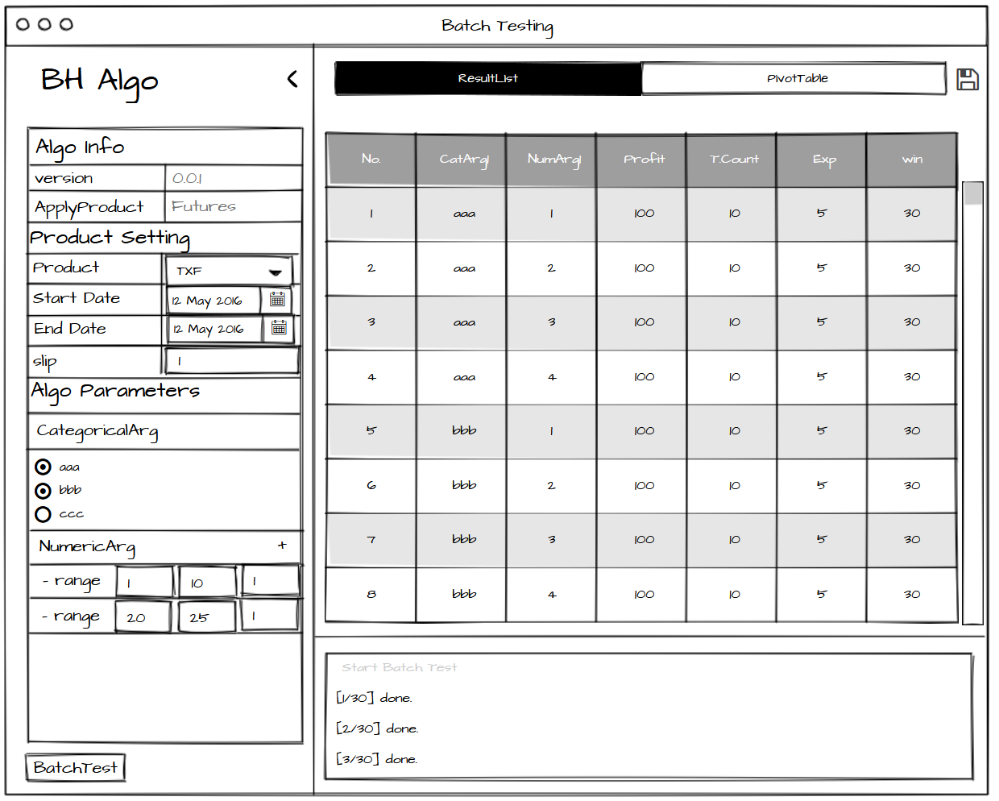 Batch Testing
BH Algo
Algo Info
version 0.0.1
ApplyProduct Futures
Product Setting
Product TXF
Start Date 12 May 2016
End Date 12 May 2016
slip 1
Algo Parameters
CategoricalArg
aaa
bbb
ccc
NumericArg +
- range 1 10 1
- range 20 25 1
BatchTest
ResultList PivotTable
No. CatArg1 NumArg1 Profit T.Count Exp win
1 aaa 1 100 10 5 30
2 aaa 2 100 10 5 30
3 aaa 3 100 10 5 30
4 aaa 4 100 10 5 30
5 bbb 1 100 10 5 30
6 bbb 2 100 10 5 30
7 bbb 3 100 10 5 30
8 bbb 4 100 10 5 30
Start Batch Test
[1/30] done.
[2/30] done.
[3/30] done.